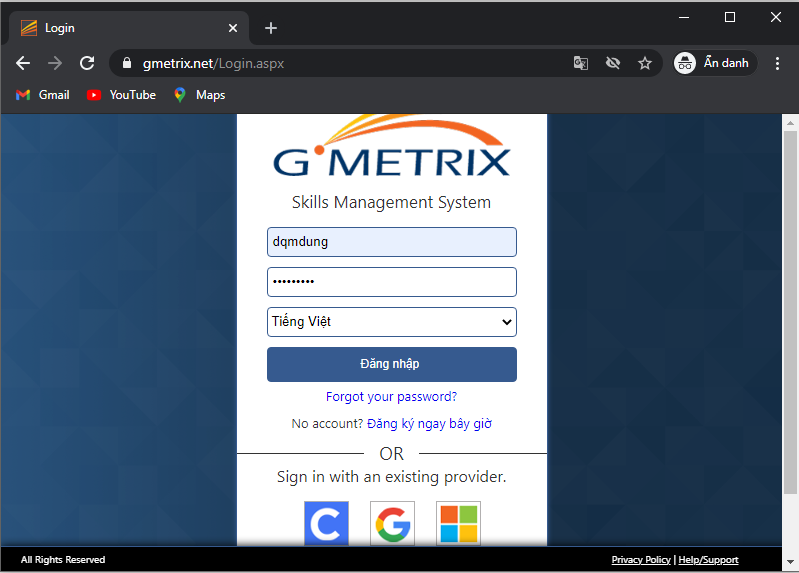 Login
gmetrix.net/Login.aspx
Ẩn danh
Gmail
YouTube
Maps
GMETRIX
Skills Management System
dqmdung
•••••••••
Tiếng Việt
Đăng nhập
Forgot your password?
No account? Đăng ký ngay bây giờ
OR
Sign in with an existing provider.
All Rights Reserved
Privacy Policy | Help/Support